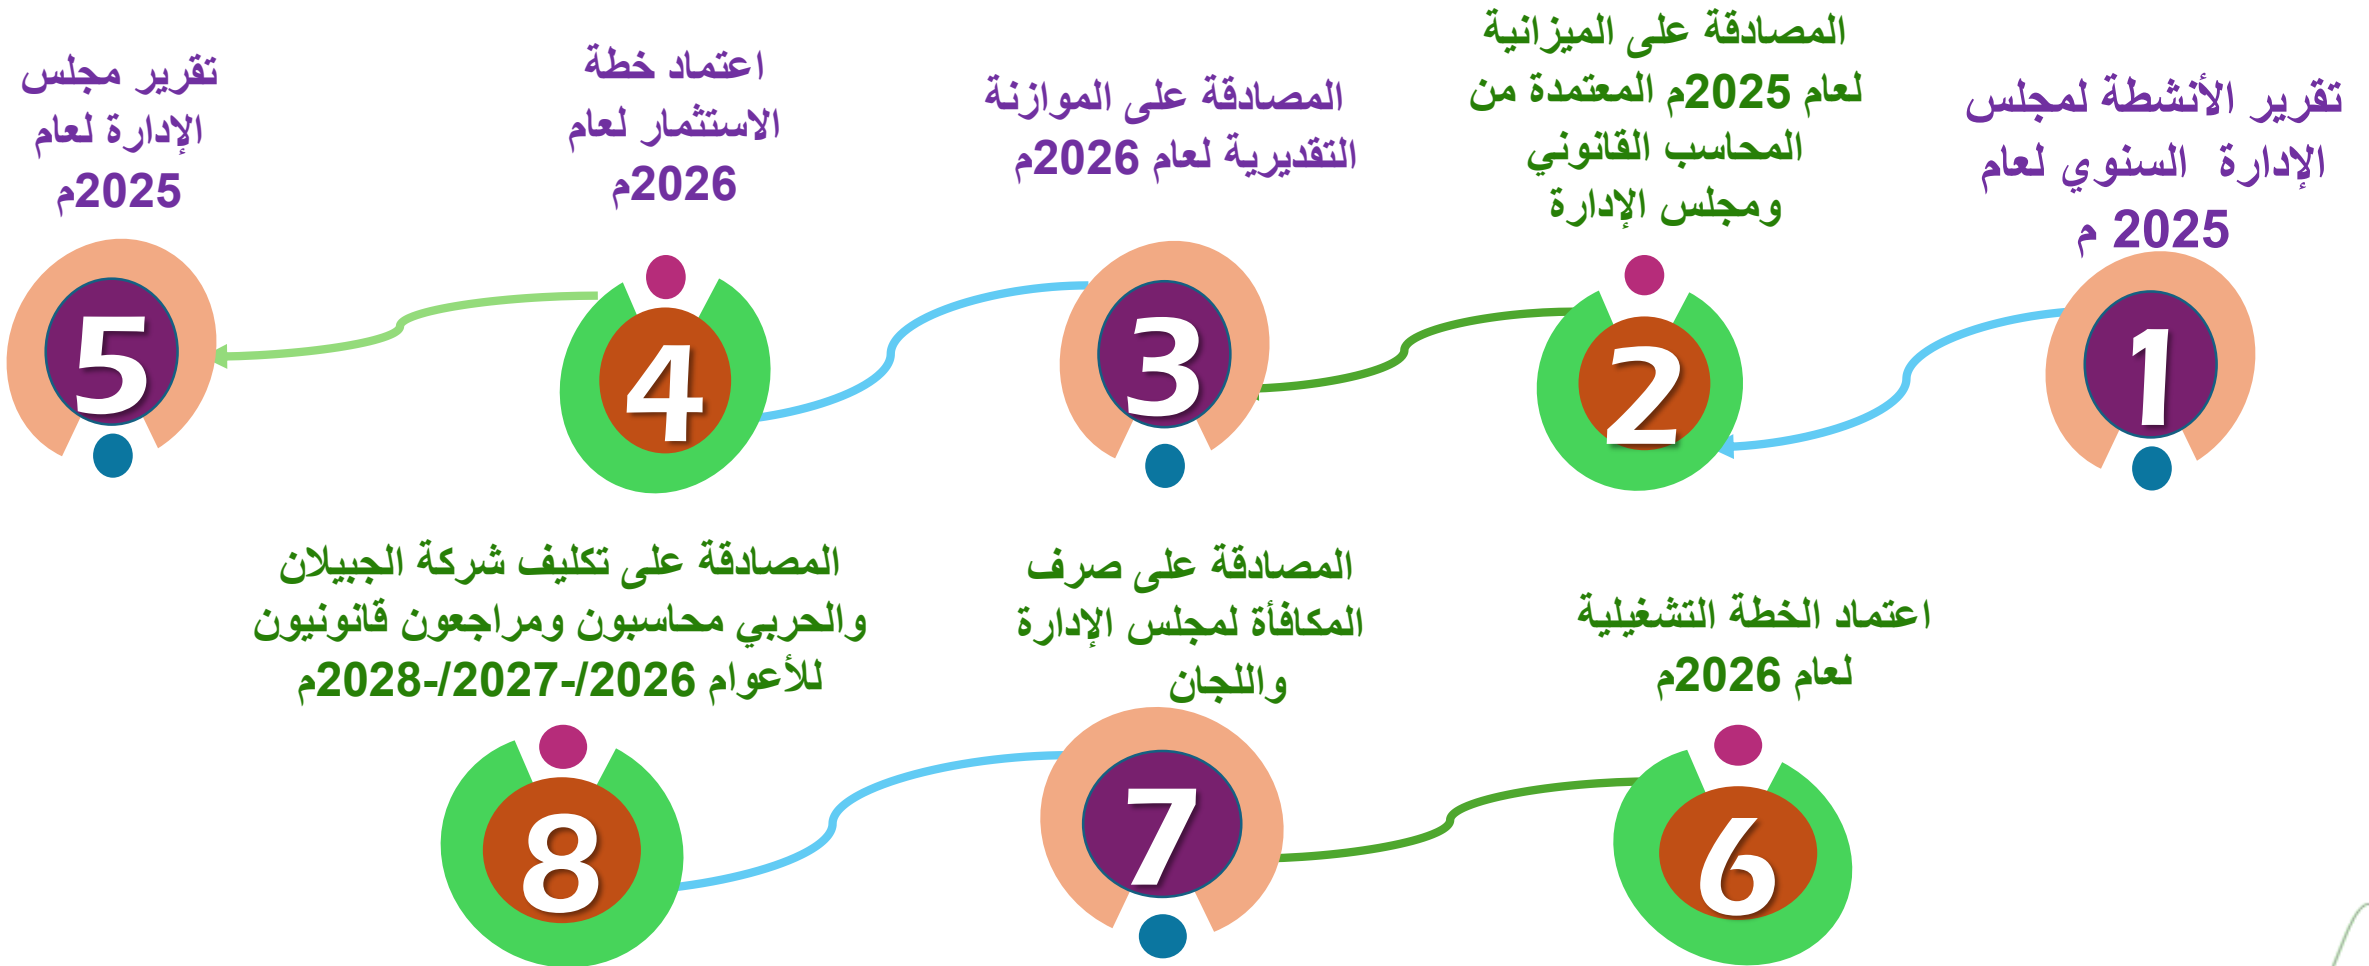 تقرير الأنشطة لمجلس
الإدارة السنوي لعام
2025 م
1
المصادقة على الميزانية
لعام 2025م المعتمدة من
المحاسب القانوني
ومجلس الإدارة
2
المصادقة على الموازنة
التقديرية لعام 2026م
3
اعتماد خطة
الاستثمار لعام
2026م
4
تقرير مجلس
الإدارة لعام
2025م
5
اعتماد الخطة التشغيلية
لعام 2026م
6
المصادقة على صرف
المكافأة لمجلس الإدارة
واللجان
7
المصادقة على تكليف شركة الجبيلان
والحربي محاسبون ومراجعون قانونيون
للأعوام 2026/-2027/-2028م
8